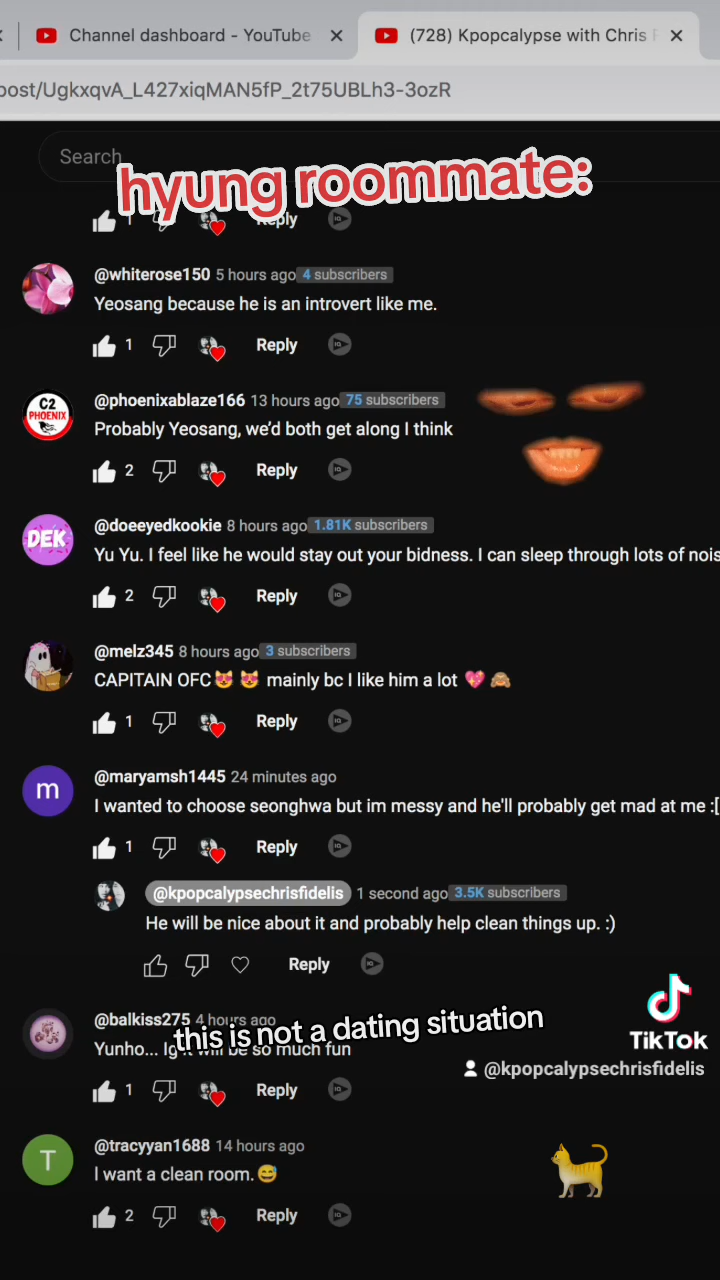 Channel dashboard - YouTube
(728) Kpopcalypse with Chris F
post/UgkxqvA_L427xiqMAN5fP_2t75UBLh3-3ozR
Search
hyung roommate:
1 Reply
@whiterose150 5 hours ago 4 subscribers
Yeosang because he is an introvert like me.
1 Reply
C2
PHOENIX
@phoenixablaze166 13 hours ago 75 subscribers
Probably Yeosang, we’d both get along I think
2 Reply
DEK
@doeeyedkookie 8 hours ago 1.81K subscribers
Yu Yu. I feel like he would stay out your bidness. I can sleep through lots of nois
2 Reply
@melz345 8 hours ago 3 subscribers
CAPITAIN OFC😻 😻 mainly bc I like him a lot 💖 🙈
1 Reply
m
@maryamsh1445 24 minutes ago
I wanted to choose seonghwa but im messy and he'll probably get mad at me :[
1 Reply
@kpopcalypsechrisfidelis 1 second ago 3.5K subscribers
He will be nice about it and probably help clean things up. :)
Reply
@balkiss275 4 hours ago
this is not a dating situation
Yunho... Ig it will be so much fun
1 Reply
TikTok
@kpopcalypsechrisfidelis
T
@tracyyan1688 14 hours ago
I want a clean room.😅
2 Reply